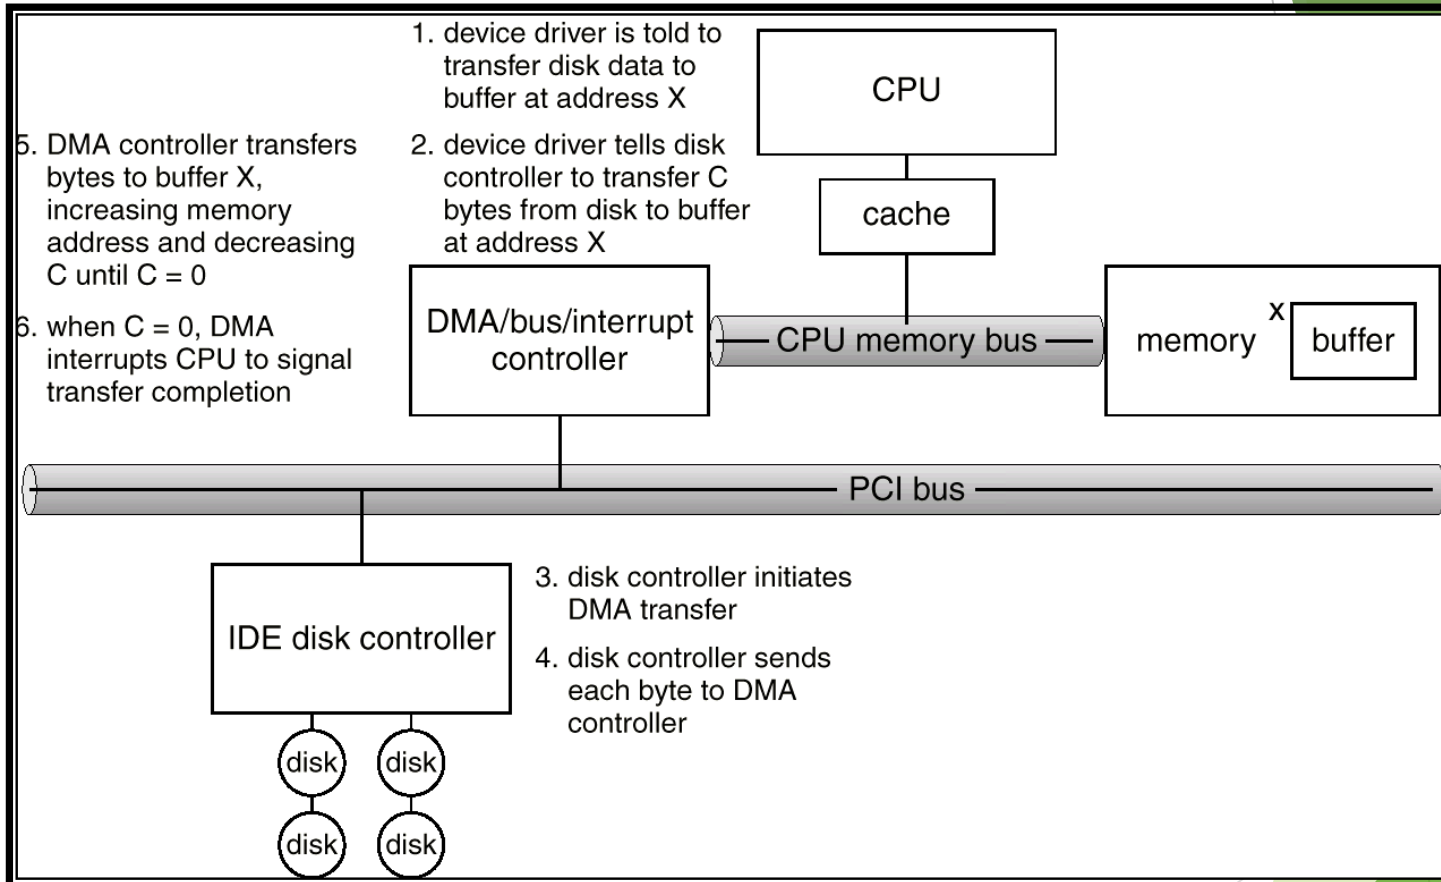 1. device driver is told to
transfer disk data to
buffer at address X
2. device driver tells disk
controller to transfer C
bytes from disk to buffer
at address X
5. DMA controller transfers
bytes to buffer X,
increasing memory
address and decreasing
C until C = 0
6. when C = 0, DMA
interrupts CPU to signal
transfer completion
CPU
cache
DMA/bus/interrupt
controller
CPU memory bus
memory
x
buffer
PCI bus
IDE disk controller
3. disk controller initiates
DMA transfer
4. disk controller sends
each byte to DMA
controller
disk
disk
disk
disk